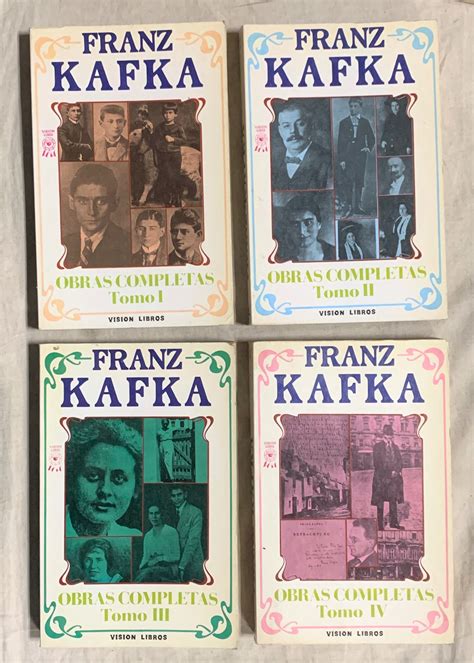 FRANZ
KAFKA
OBRAS COMPLETAS
Tomo I
VISION LIBROS
FRANZ
KAFKA
OBRAS COMPLETAS
Tomo II
VISION LIBROS
FRANZ
KAFKA
OBRAS COMPLETAS
Tomo III
VISION LIBROS
FRANZ
KAFKA
OBRAS COMPLETAS
Tomo IV
VISION LIBROS